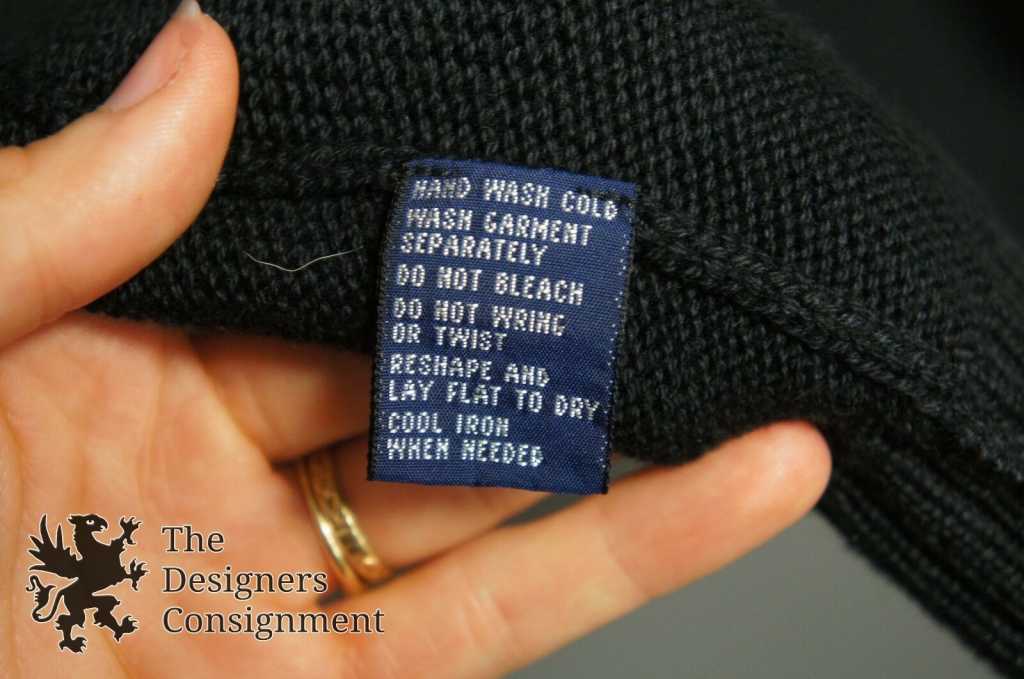 HAND WASH COLD
WASH GARMENT
SEPARATELY
DO NOT BLEACH
DO NOT WRING
OR TWIST
RESHAPE AND
LAY FLAT TO DRY
COOL IRON
WHEN NEEDED
The
Designers
Consignment